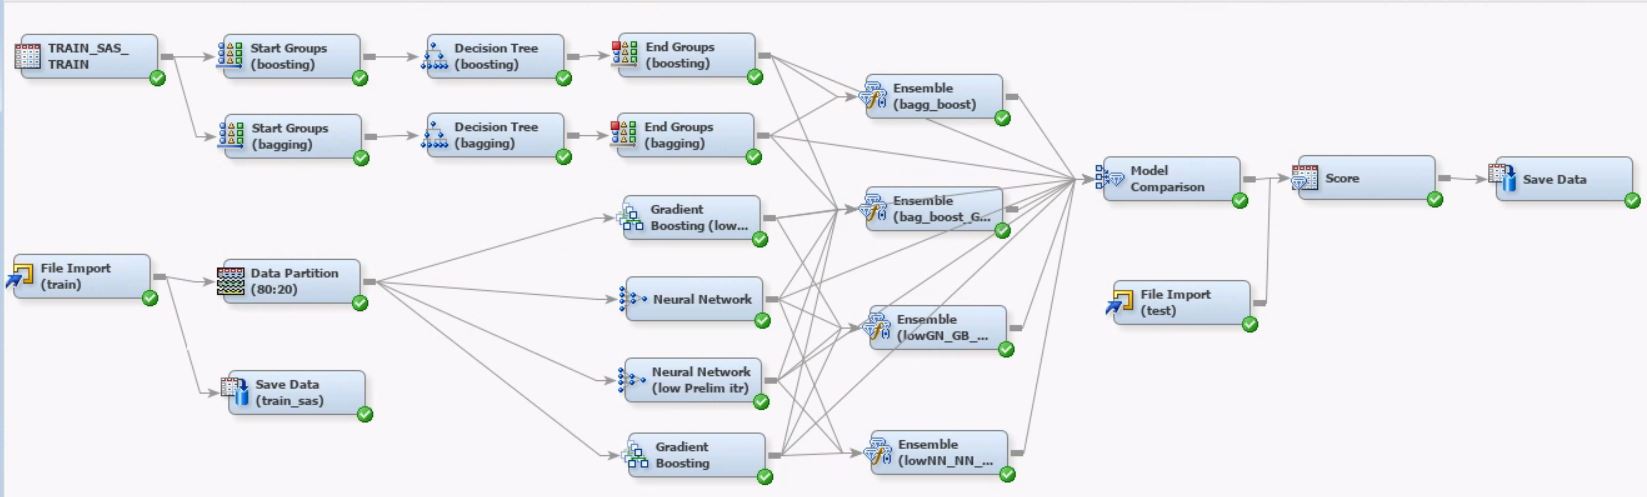 TRAIN_SAS_
TRAIN
Start Groups
(boosting)
Decision Tree
(boosting)
End Groups
(boosting)
Ensemble
(bagg_boost)
Start Groups
(bagging)
Decision Tree
(bagging)
End Groups
(bagging)
Model
Comparison
Score
Save Data
Gradient
Boosting (low...
Ensemble
(bag_boost_G...
File Import
(train)
Data Partition
(80:20)
Neural Network
File Import
(test)
Ensemble
(lowGN_GB_...
Save Data
(train_sas)
Neural Network
(low Prelim itr)
Gradient
Boosting
Ensemble
(lowNN_NN_...